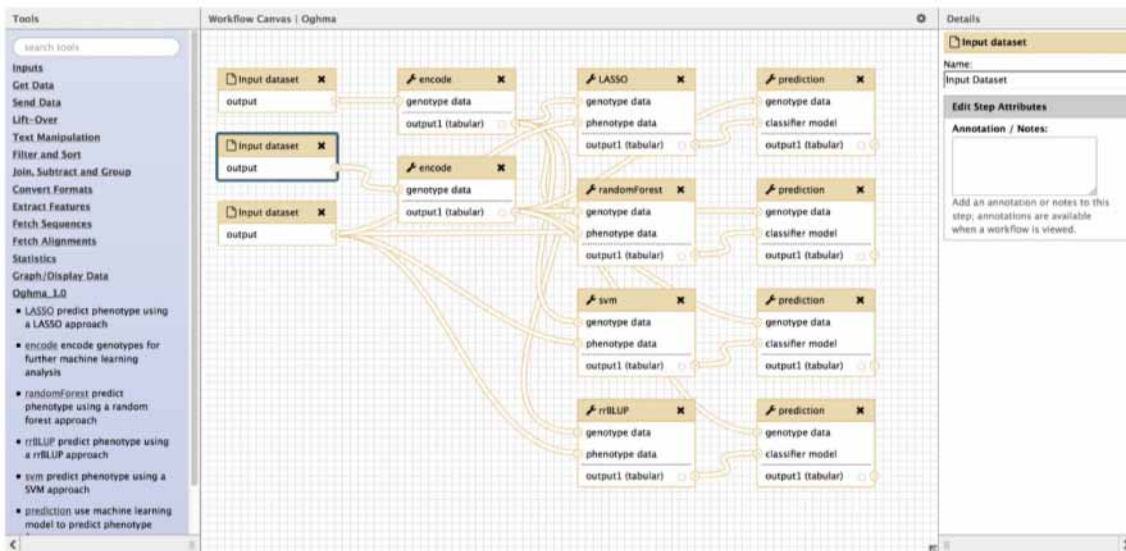 Tools
search tools
Inputs
Get Data
Send Data
Lift-Over
Text Manipulation
Filter and Sort
Join, Subtract and Group
Convert Formats
Extract Features
Fetch Sequences
Fetch Alignments
Statistics
Graph/Display Data
Oghma_1.0
LASSO predict phenotype using
a LASSO approach
encode encode genotypes for
further machine learning
analysis
randomForest predict
phenotype using a random
forest approach
rrBLUP predict phenotype using
a rrBLUP approach
svm predict phenotype using a
SVM approach
prediction use machine learning
model to predict phenotype
Workflow Canvas | Oghma
Input dataset
output
Input dataset
output
Input dataset
output
encode
genotype data
output1 (tabular)
encode
genotype data
output1 (tabular)
LASSO
genotype data
phenotype data
output1 (tabular)
randomForest
genotype data
phenotype data
output1 (tabular)
svm
genotype data
phenotype data
output1 (tabular)
rrBLUP
genotype data
phenotype data
output1 (tabular)
prediction
genotype data
classifier model
output1 (tabular)
prediction
genotype data
classifier model
output1 (tabular)
prediction
genotype data
classifier model
output1 (tabular)
prediction
genotype data
classifier model
output1 (tabular)
Details
Input dataset
Name:
Input Dataset
Edit Step Attributes
Annotation / Notes:
Add an annotation or notes to this
step; annotations are available
when a workflow is viewed.